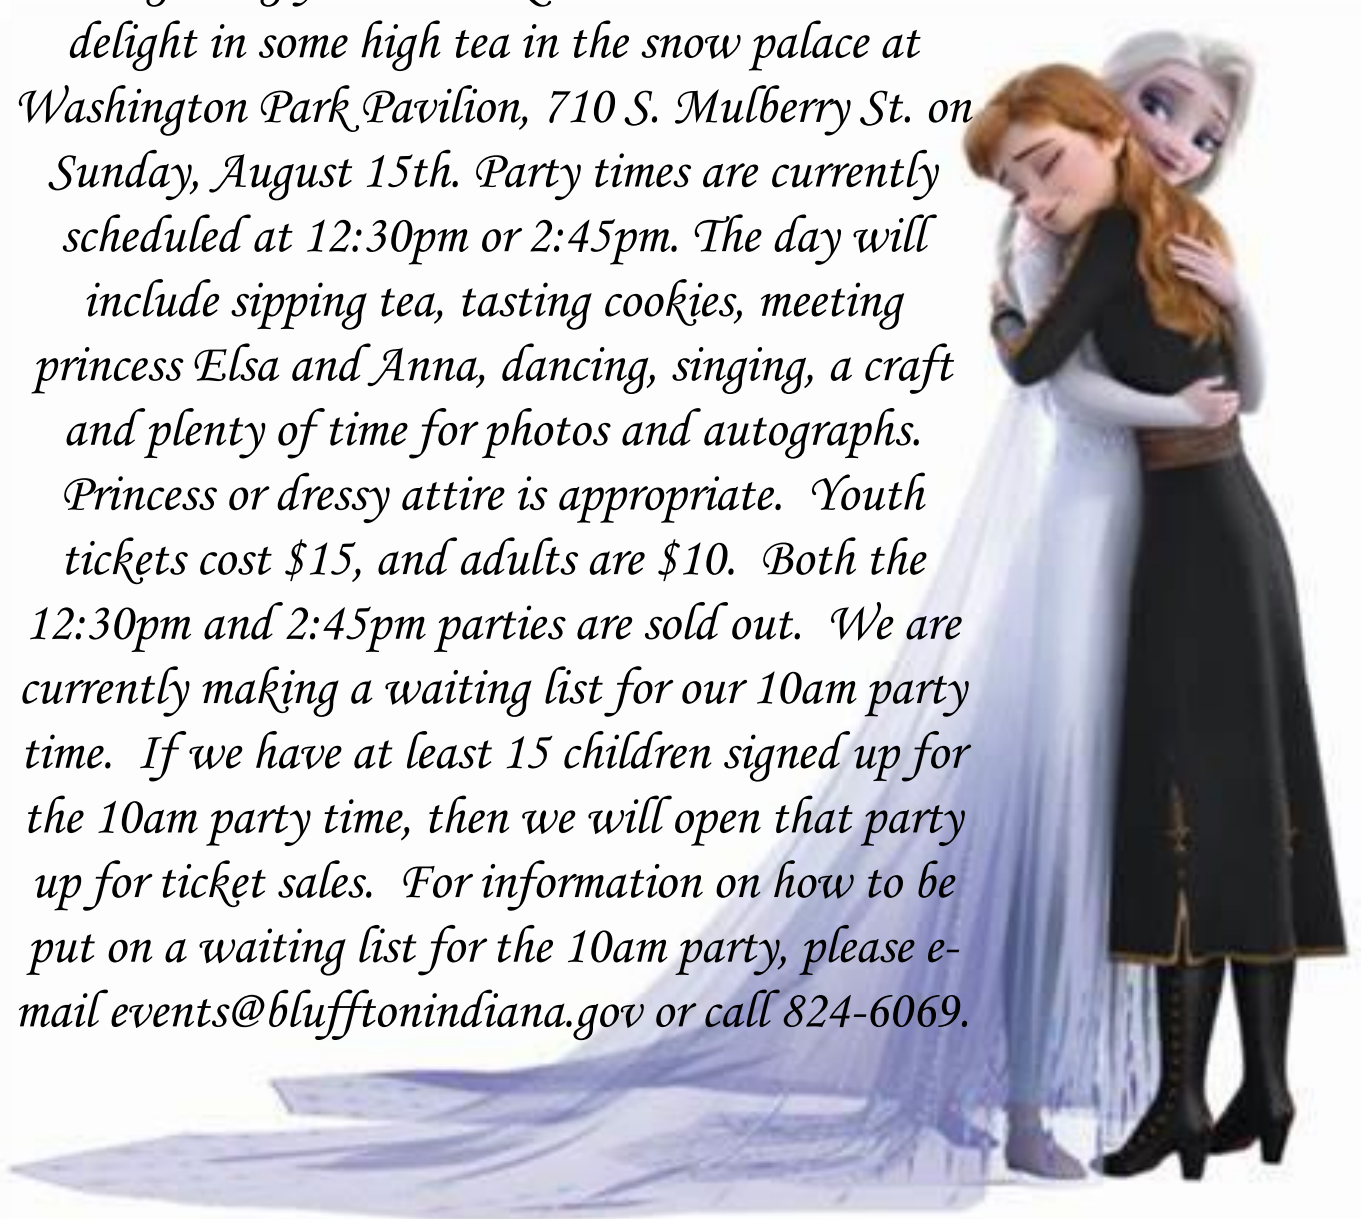 delight in some high tea in the snow palace at
Washington Park Pavilion, 710 S. Mulberry St. on
Sunday, August 15th. Party times are currently
scheduled at 12:30pm or 2:45pm. The day will
include sipping tea, tasting cookies, meeting
princess Elsa and Anna, dancing, singing, a craft
and plenty of time for photos and autographs.
Princess or dressy attire is appropriate.  Youth
tickets cost $15, and adults are $10.  Both the
12:30pm and 2:45pm parties are sold out.  We are
currently making a waiting list for our 10am party
time.  If we have at least 15 children signed up for
the 10am party time, then we will open that party
up for ticket sales.  For information on how to be
put on a waiting list for the 10am party, please e-
mail events@blufftonindiana.gov or call 824-6069.